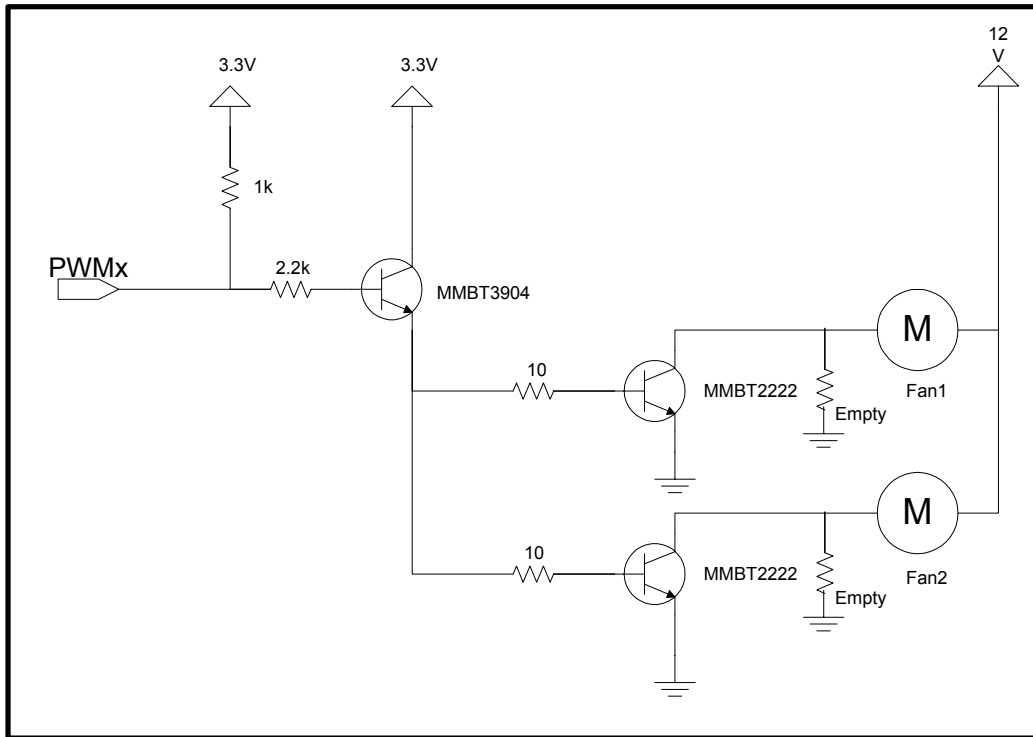 12
V
3.3V
3.3V
1k
PWMx
2.2k
MMBT3904
M
10
MMBT2222
Fan1
Empty
M
10
MMBT2222
Fan2
Empty